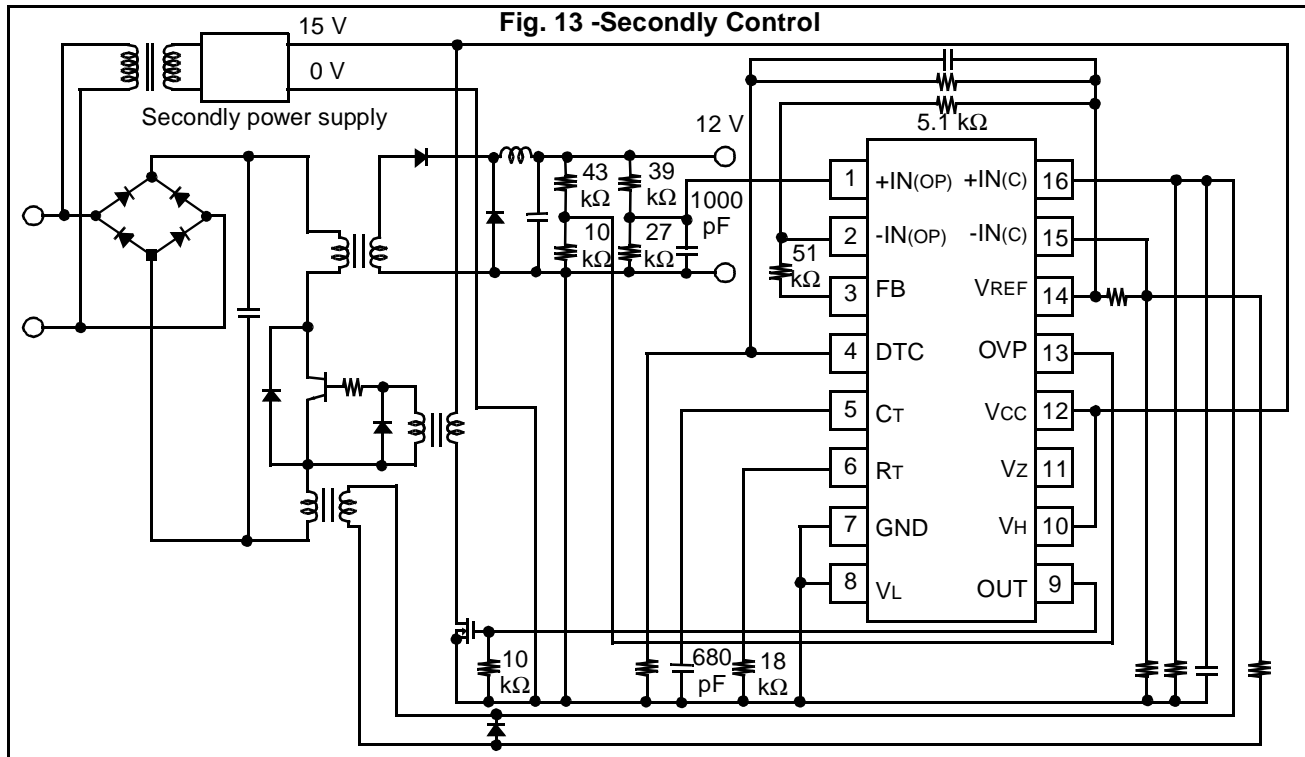 Fig. 13 -Secondly Control
15 V
0 V
Secondly power supply
12 V
5.1 kΩ
43
kΩ
39
kΩ
1000
pF
10
kΩ
27
kΩ
51
kΩ
1 +IN(OP) +IN(C) 16
2 -IN(OP) -IN(C) 15
3 FB VREF 14
4 DTC OVP 13
5 CT VCC 12
6 RT VZ 11
7 GND VH 10
8 VL OUT 9
10
kΩ
680
pF
18
kΩ